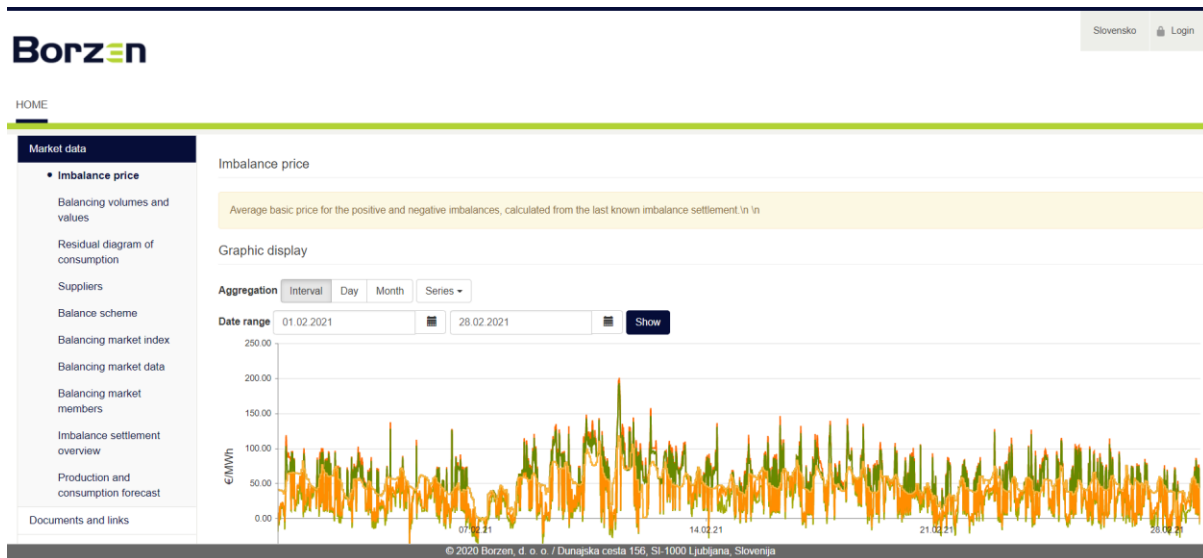 Slovensko
Login
Borzen
HOME
Market data
Imbalance price
Balancing volumes and
values
Residual diagram of
consumption
Suppliers
Balance scheme
Balancing market index
Balancing market data
Balancing market
members
Imbalance settlement
overview
Production and
consumption forecast
Documents and links
Imbalance price
Average basic price for the positive and negative imbalances, calculated from the last known imbalance settlement.\n \n
Graphic display
Aggregation Interval Day Month Series
Date range 01.02.2021 28.02.2021 Show
€/MWh
250.00
200.00
150.00
100.00
50.00
0.00
07.02.21 14.02.21 21.02.21 28.02.21
© 2020 Borzen, d. o. o. / Dunajska cesta 156, SI-1000 Ljubljana, Slovenija